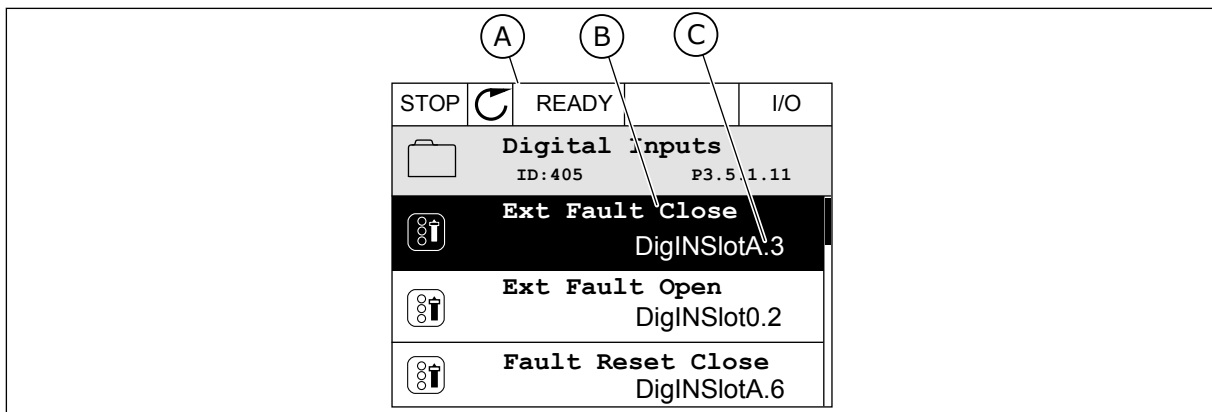 A B C
STOP READY I/O
Digital Inputs
ID:405 P3.5.1.11
Ext Fault Close
DigINSlotA.3
Ext Fault Open
DigINSlot0.2
Fault Reset Close
DigINSlotA.6